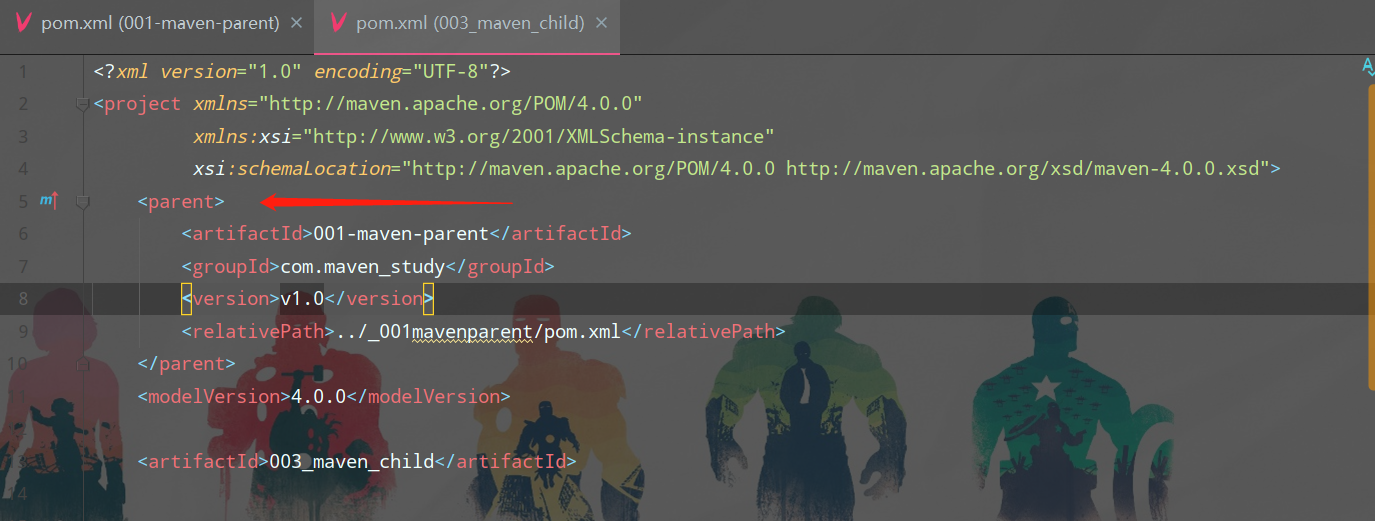 pom.xml (001-maven-parent) × pom.xml (003_maven_child) ×
1 <?xml version="1.0" encoding="UTF-8"?>
2 <project xmlns="http://maven.apache.org/POM/4.0.0"
3 xmlns:xsi="http://www.w3.org/2001/XMLSchema-instance"
4 xsi:schemaLocation="http://maven.apache.org/POM/4.0.0 http://maven.apache.org/xsd/maven-4.0.0.xsd">
5 m <parent>
6 <artifactId>001-maven-parent</artifactId>
7 <groupId>com.maven_study</groupId>
8 <version>v1.0</version>
9 <relativePath>../_001mavenparent/pom.xml</relativePath>
10 </parent>
11 <modelVersion>4.0.0</modelVersion>
13 <artifactId>003_maven_child</artifactId>
14